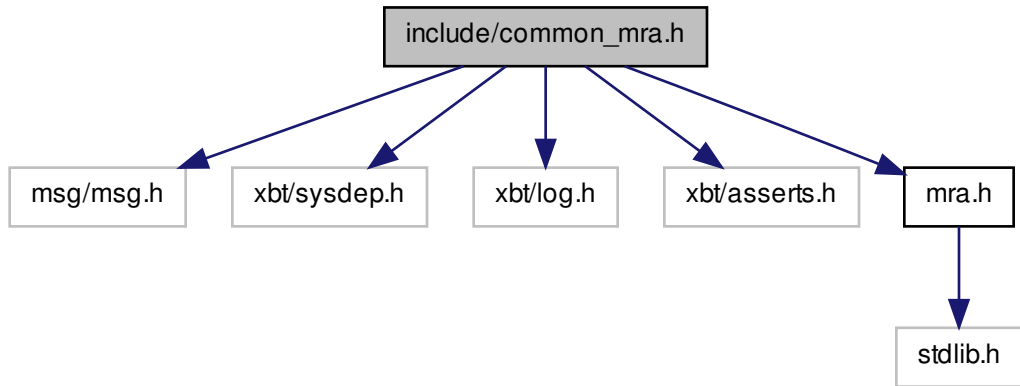 include/common_mra.h
msg/msg.h
xbt/sysdep.h
xbt/log.h
xbt/asserts.h
mra.h
stdlib.h